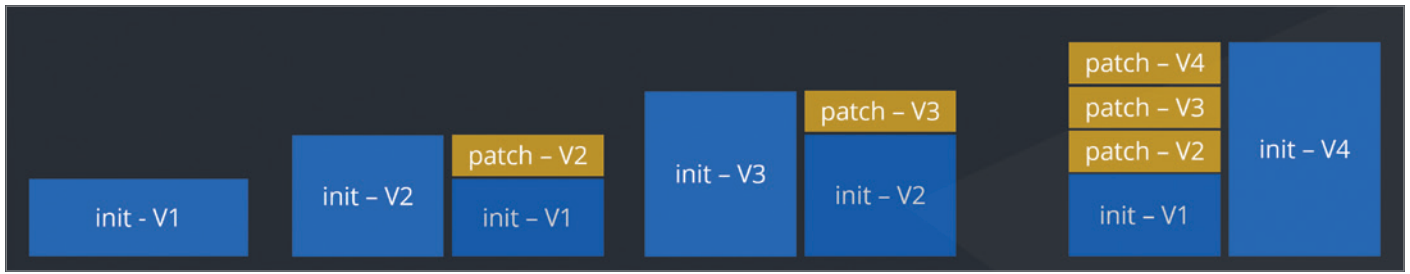 init - V1
init – V2
patch – V2
init – V1
init – V3
patch – V3
init – V2
patch – V4
patch – V3
patch – V2
init – V1
init – V4